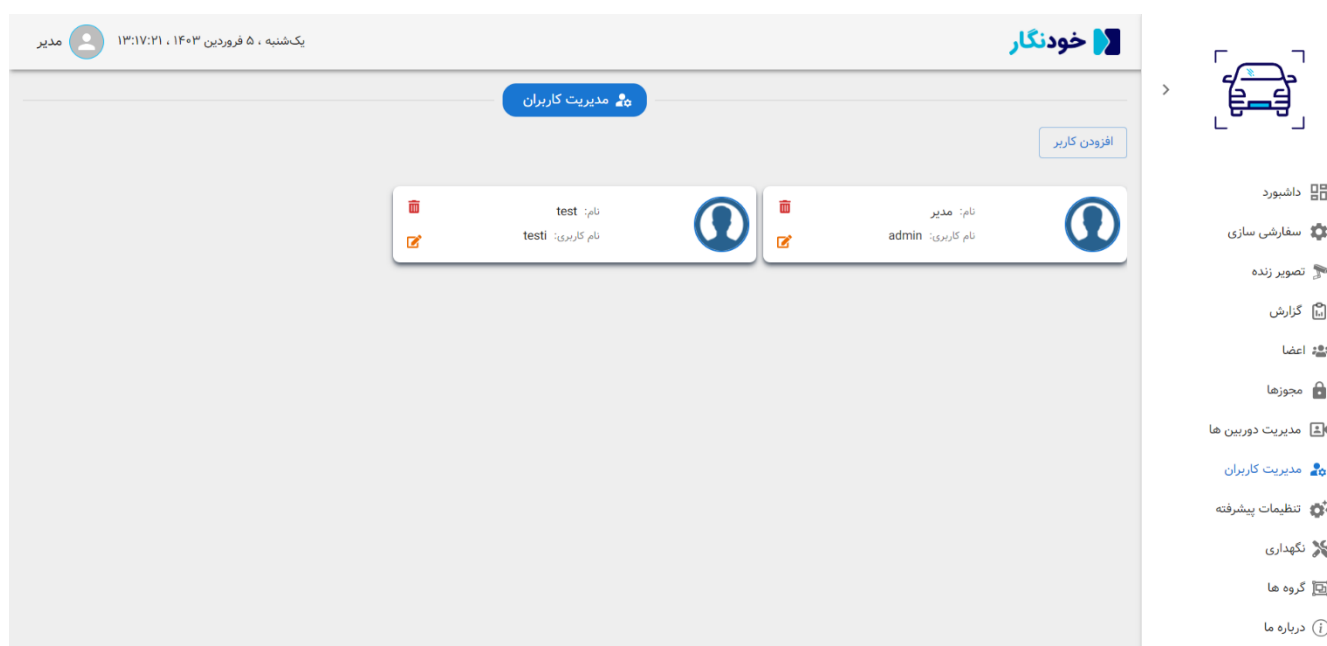 خودنگار
یک‌شنبه ، ۵ فروردین ۱۴۰۳ ، ۱۳:۱۷:۲۱
مدیر
مدیریت کاربران
افزودن کاربر
نام: مدیر
نام کاربری: admin
نام: test
نام کاربری: testi
داشبورد
سفارشی سازی
تصویر زنده
گزارش
اعضا
مجوزها
مدیریت دوربین ها
مدیریت کاربران
تنظیمات پیشرفته
نگهداری
گروه ها
درباره ما